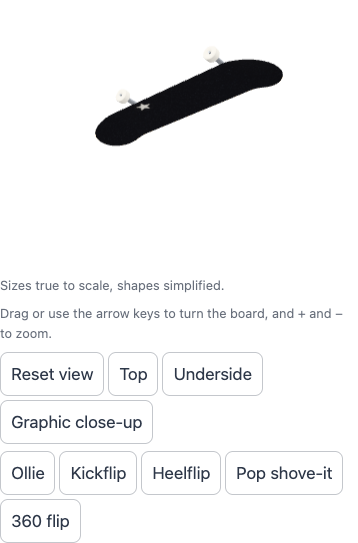 Sizes true to scale, shapes simplified.
Drag or use the arrow keys to turn the board, and + and −
to zoom.
Reset view
Top
Underside
Graphic close-up
Ollie
Kickflip
Heelflip
Pop shove-it
360 flip